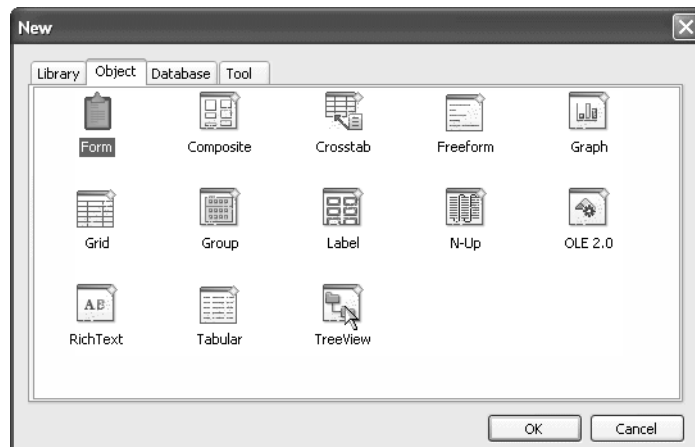 New
Library Object Database Tool
Form Composite Crosstab Freeform Graph
Grid Group Label N-Up OLE 2.0
AB
RichText Tabular TreeView
OK Cancel